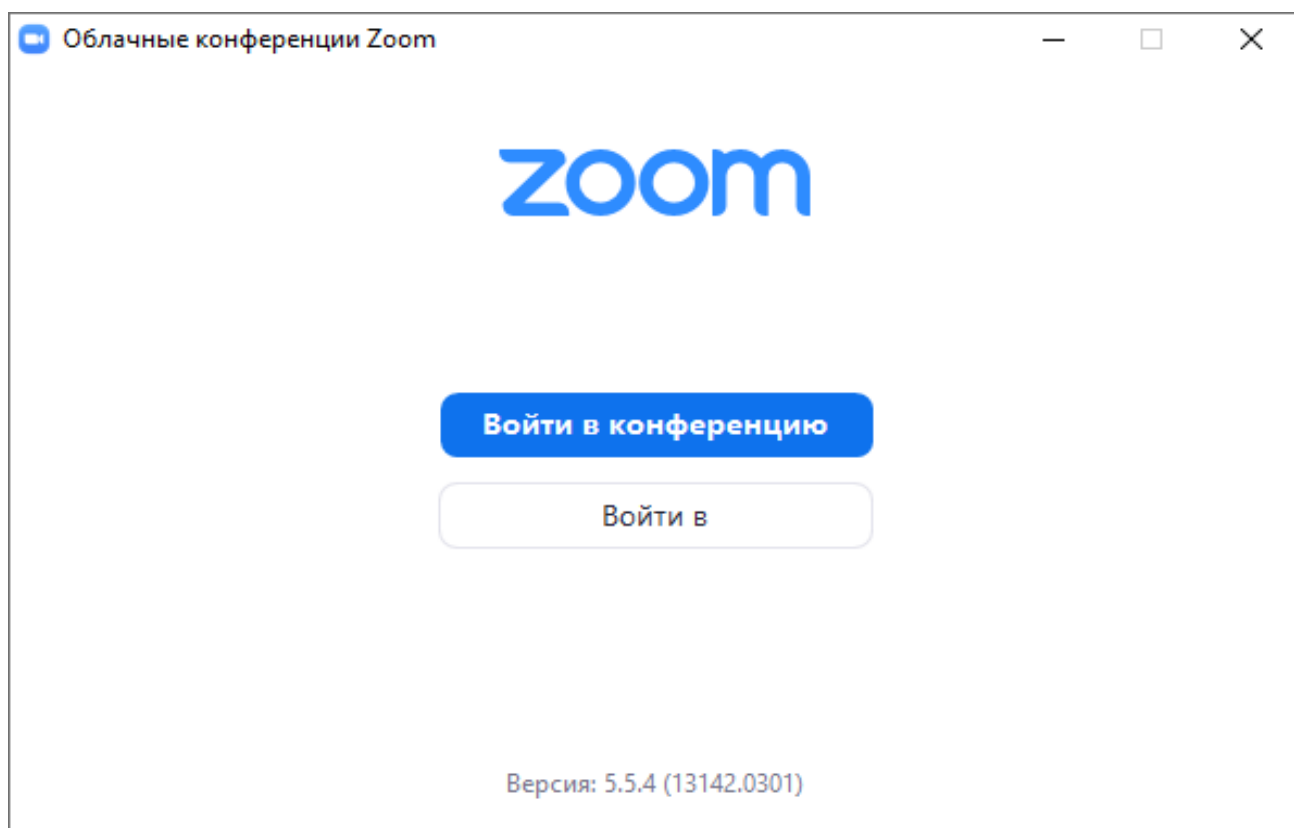 Облачные конференции Zoom
zoom
Войти в конференцию
Войти в
Версия: 5.5.4 (13142.0301)